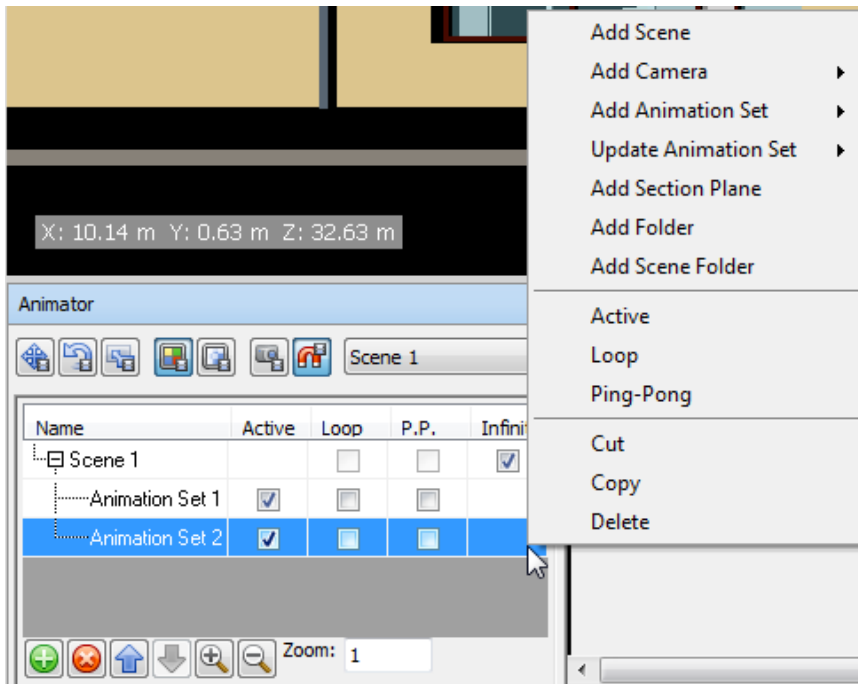 Add Scene
Add Camera
Add Animation Set
Update Animation Set
Add Section Plane
Add Folder
Add Scene Folder
Active
Loop
Ping-Pong
Cut
Copy
Delete
X: 10.14 m Y: 0.63 m Z: 32.63 m
Animator
Scene 1
Name Active Loop P.P. Infinit
Scene 1
Animation Set 1
Animation Set 2
Zoom: 1